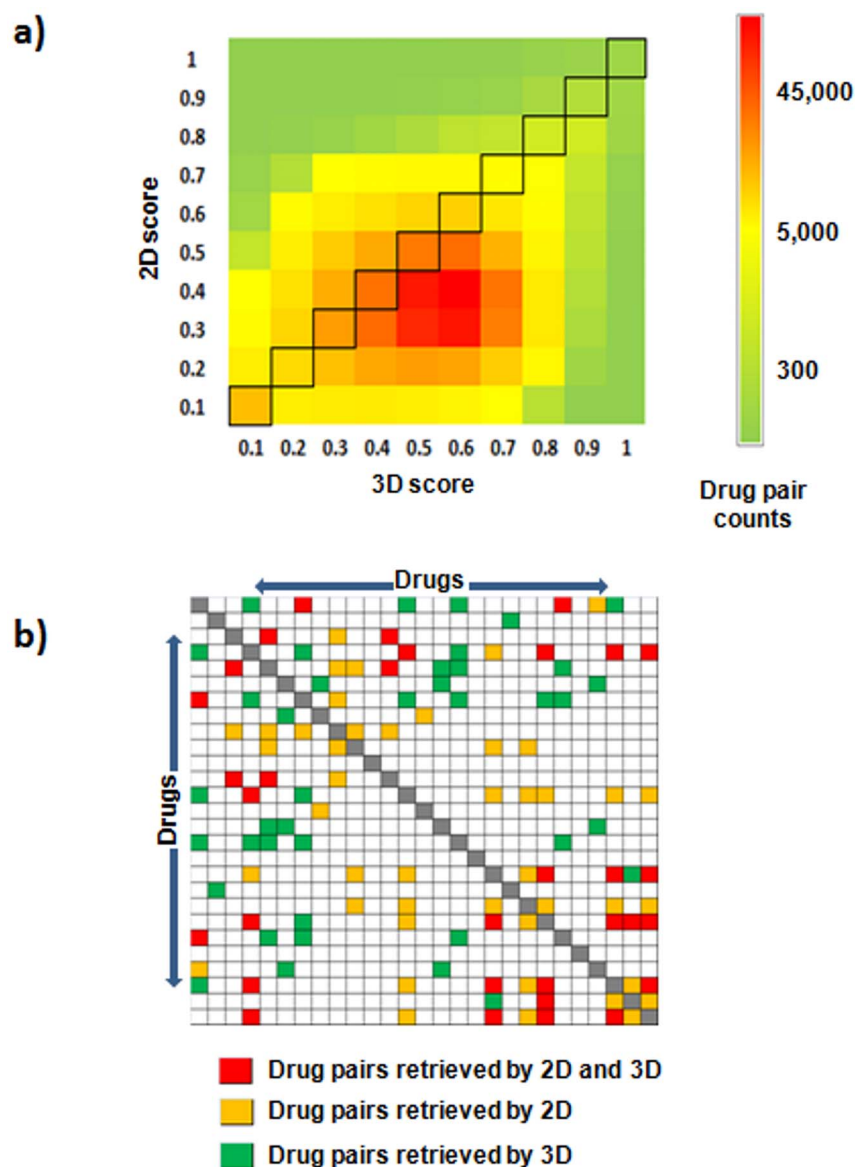 a)
1
0.9
0.8
0.7
0.6
0.5
0.4
0.3
0.2
0.1
2D score
0.1 0.2 0.3 0.4 0.5 0.6 0.7 0.8 0.9 1
3D score
45,000
5,000
300
Drug pair
counts
b)
Drugs
Drugs
Drug pairs retrieved by 2D and 3D
Drug pairs retrieved by 2D
Drug pairs retrieved by 3D